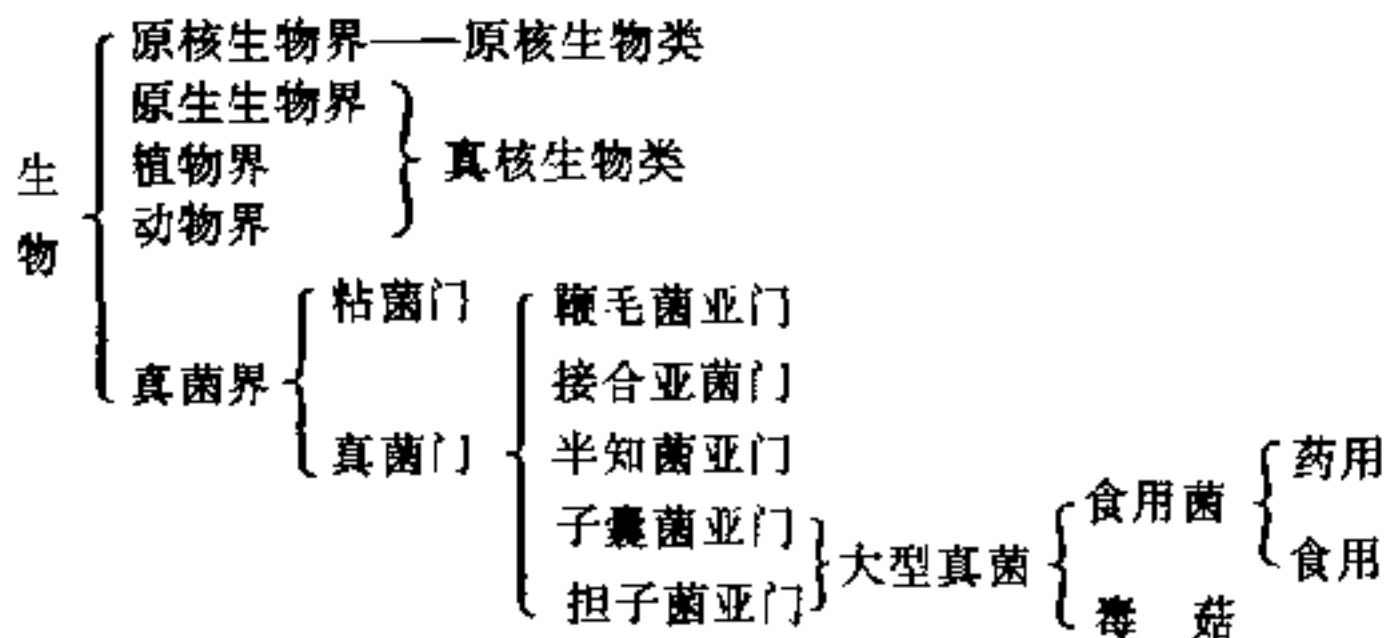 原核生物界——原核生物类
原生生物界
植物界
动物界
真核生物类
生物
真菌界
粘菌门
真菌门
鞭毛菌亚门
接合亚菌门
半知菌亚门
子囊菌亚门
担子菌亚门
大型真菌
食用菌
毒 菇
药用
食用